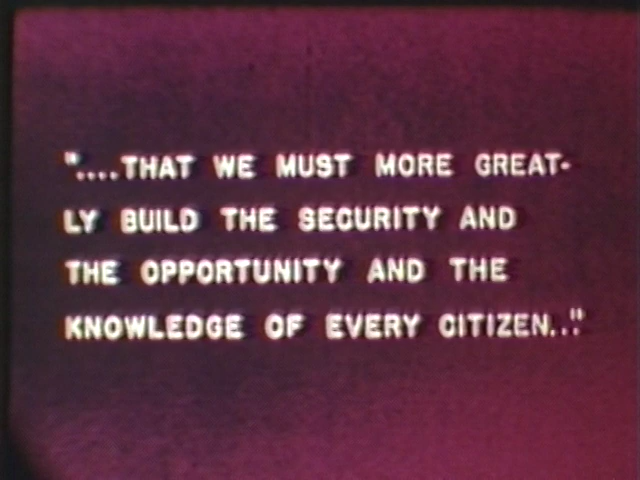 "....THAT WE MUST MORE GREAT-
LY BUILD THE SECURITY AND
THE OPPORTUNITY AND THE
KNOWLEDGE OF EVERY CITIZEN..."